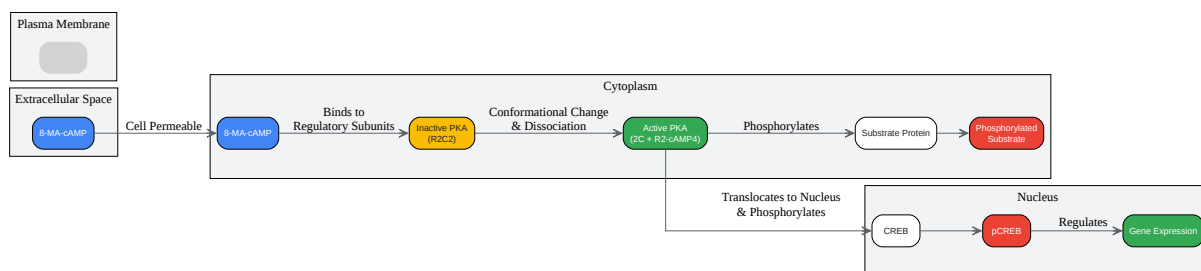 Plasma Membrane
Extracellular Space
8-MA-cAMP
Cell Permeable
Cytoplasm
8-MA-cAMP
Binds to
Regulatory Subunits
Inactive PKA
(R2C2)
Conformational Change
& Dissociation
Active PKA
(2C + R2-cAMP4)
Phosphorylates
Substrate Protein
Phosphorylated
Substrate
Translocates to Nucleus
& Phosphorylates
Nucleus
CREB
pCREB
Regulates
Gene Expression